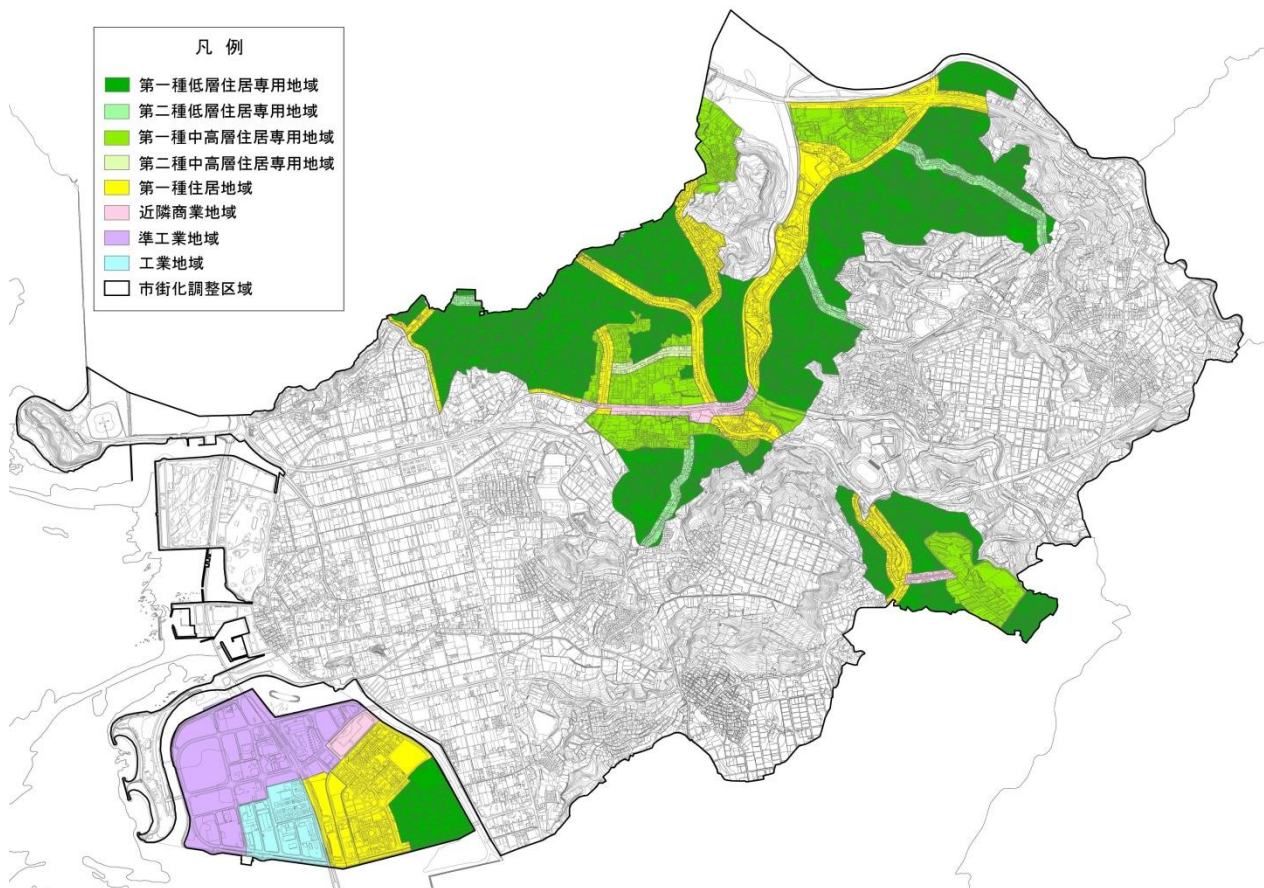 凡 例
第一種低層住居専用地域
第二種低層住居専用地域
第一種中高層住居専用地域
第二種中高層住居専用地域
第一種住居地域
近隣商業地域
準工業地域
工業地域
市街化調整区域